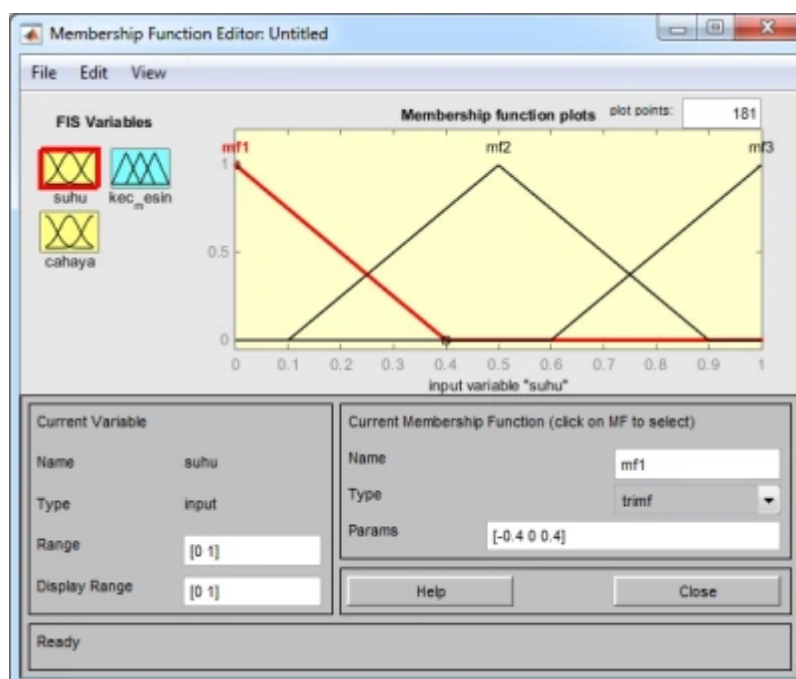 Membership Function Editor: Untitled
File Edit View
FIS Variables
Membership function plots plot points: 181
mf1 mf2 mf3
suhu kec_mesin
cahaya
1
0.5
0
0 0.1 0.2 0.3 0.4 0.5 0.6 0.7 0.8 0.9 1
input variable "suhu"
Current Variable
Name suhu
Type input
Range [0 1]
Display Range [0 1]
Current Membership Function (click on MF to select)
Name mf1
Type trimf
Params [-0.4 0 0.4]
Help Close
Ready